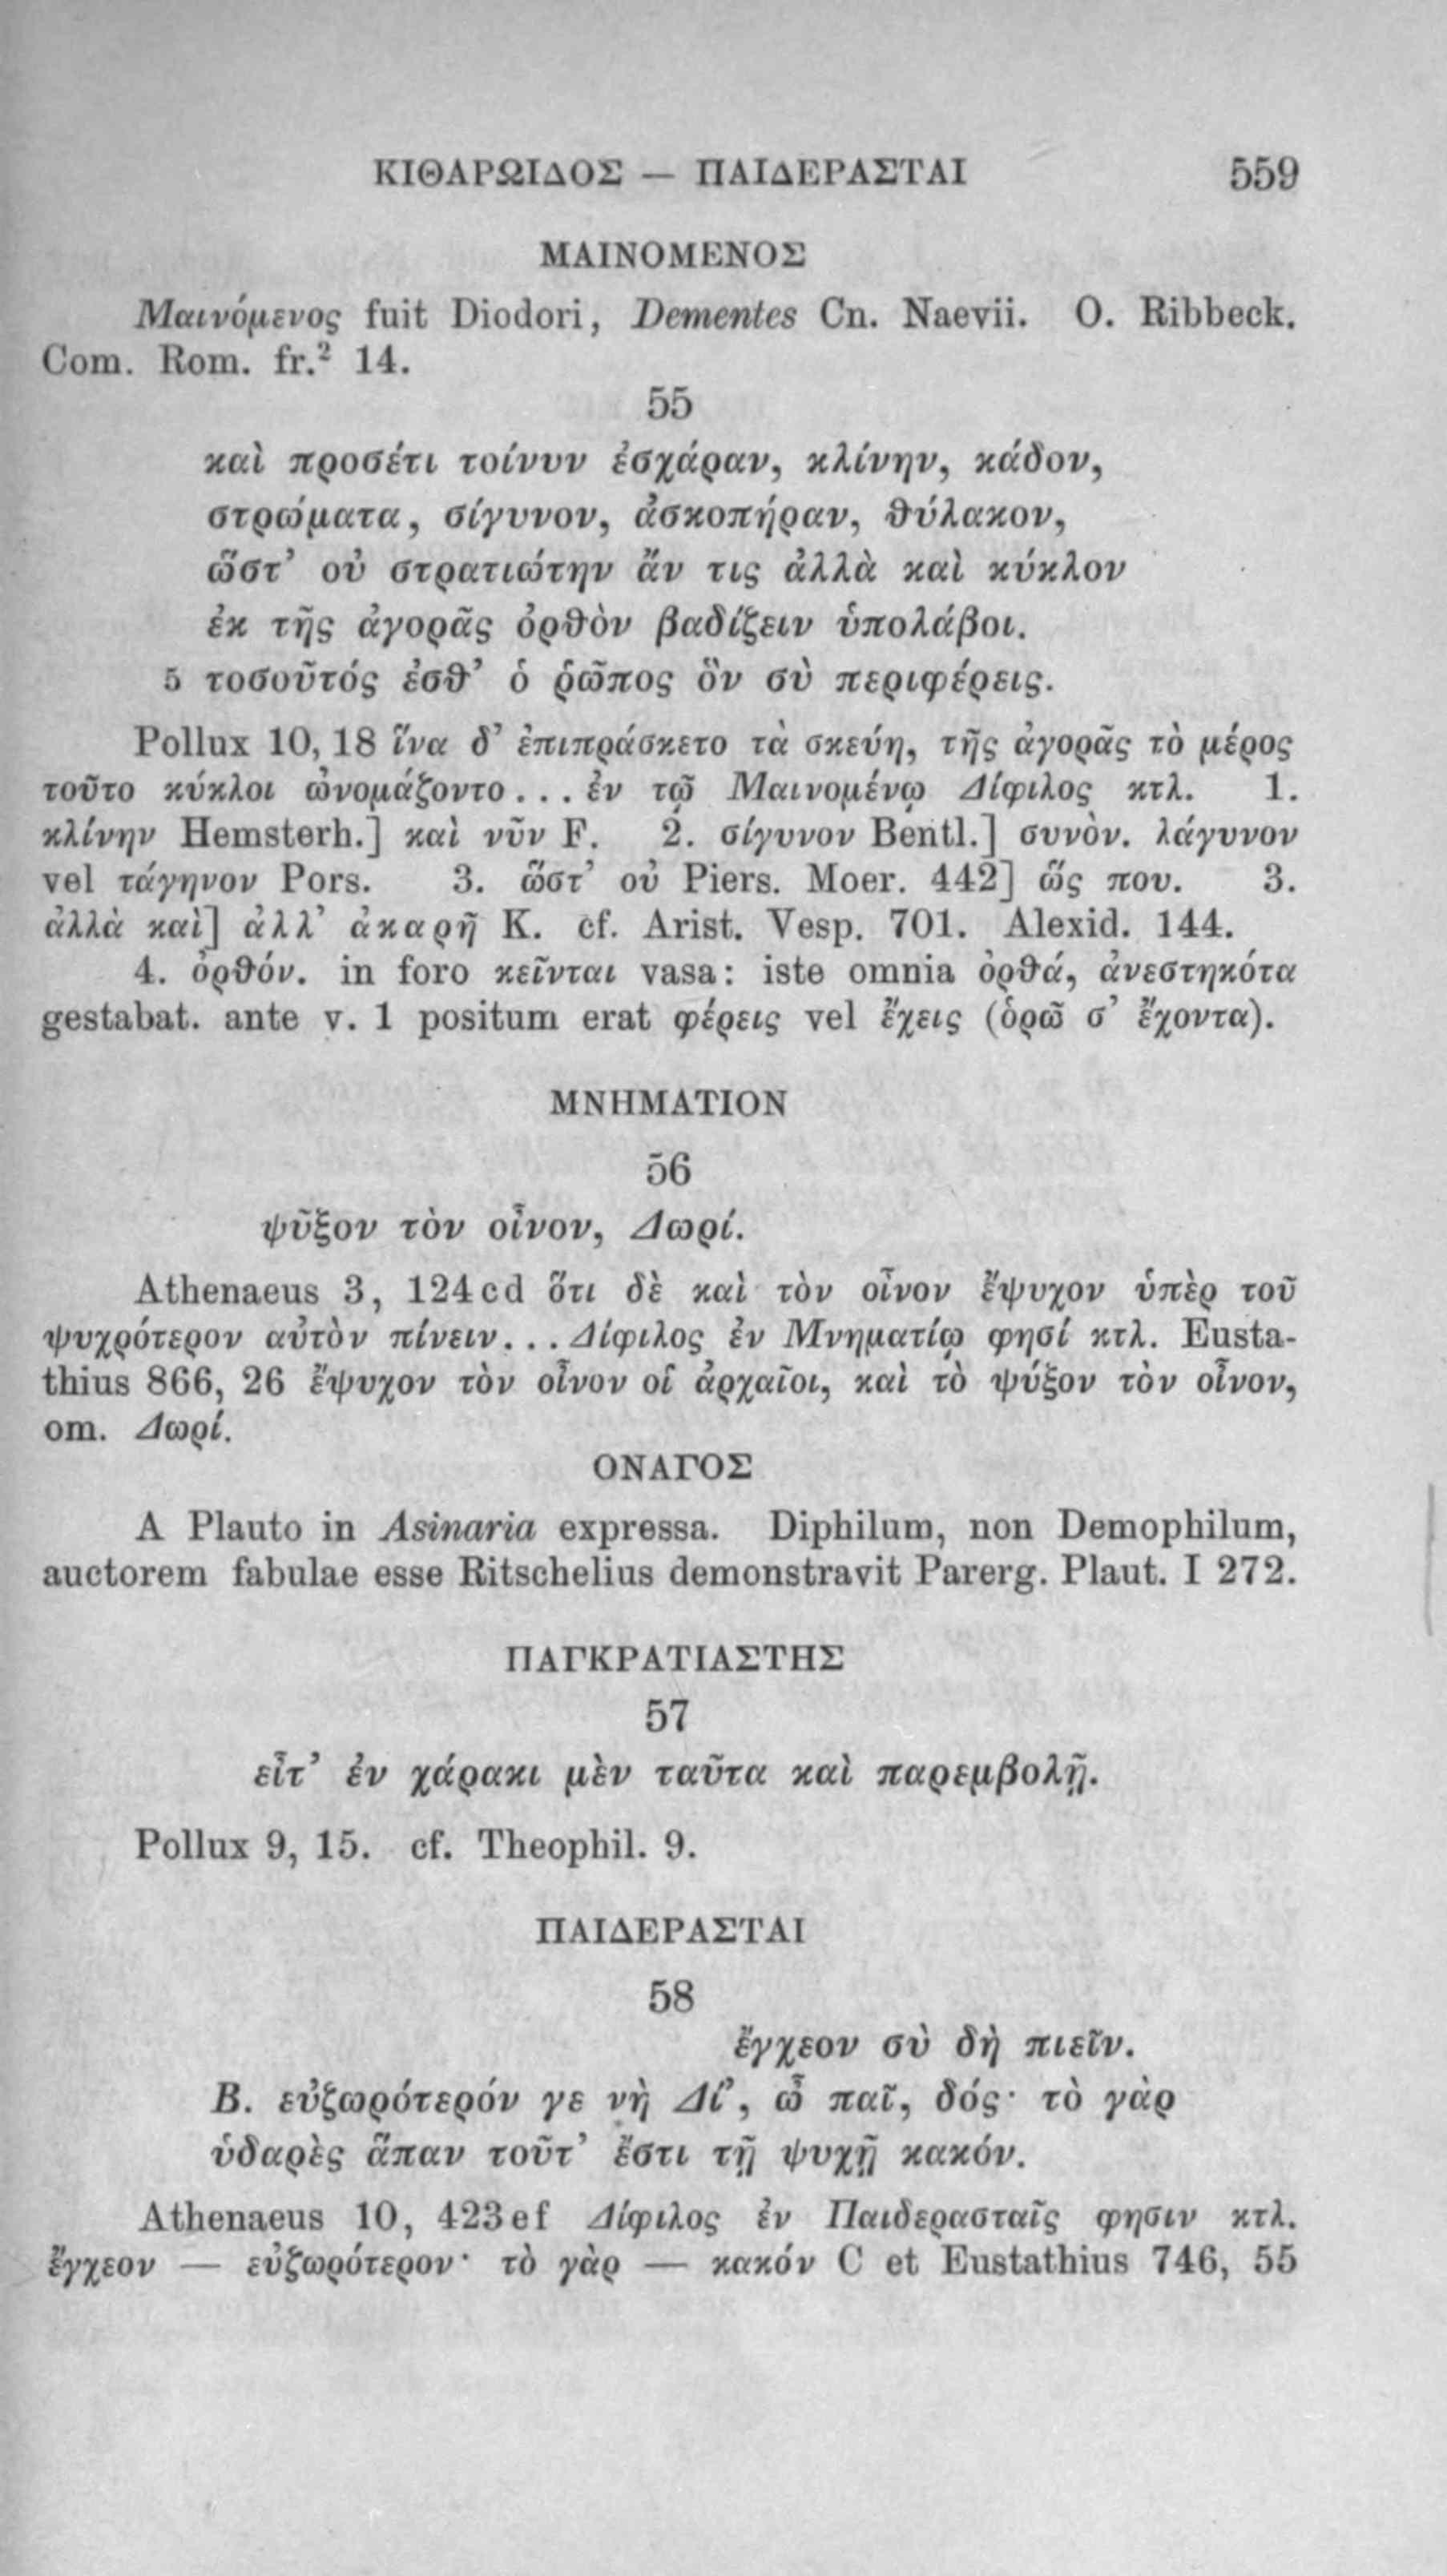 ΚΙΘΑΡΩΙΔΟΣ — ΠΑΙΔΕΡΑΣΤΑΙ 559
ΜΑΙΝΟΜΕΝΟΣ
Μαινόμενος fuit Diodori, Dementes Cn. Naevii. O. Ribbeck.
Com. Rom. fr.² 14.
55
καὶ προσέτι τοίνυν ἐσχάραν, κλίνην, κάδον,
στρώματα, σίγυνον, ἀσκοπήραν, θύλακον,
ὥστ’ οὐ στρατιώτην ἄν τις ἀλλὰ καὶ κύκλον
ἐκ τῆς ἀγορᾶς ὀρθὸν βαδίζειν ὑπολάβοι.
5 τοσοῦτός ἐσθ’ ὁ ῥῶπος ὃν σὺ περιφέρεις.
Pollux 10, 18 ἵνα δ’ ἐπιπράσκετο τὰ σκεύη, τῆς ἀγορᾶς τὸ μέρος
τοῦτο κύκλοι ὠνομάζοντο . . . ἐν τῷ Μαινομένῳ Δίφιλος κτλ. 1.
κλίνην Hemsterh.] καὶ νῦν F. 2. σίγυνον Bentl.] συνὸν. λάγυνον
vel τάγηνον Pors. 3. ὥστ’ οὐ Piers. Moer. 442] ὥς που. 3.
ἀλλὰ καὶ] ἀλλ’ ἀκαρῆ K. cf. Arist. Vesp. 701. Alexid. 144.
4. ὀρθόν. in foro κεῖνται vasa: iste omnia ὀρθά, ἀνεστηκότα
gestabat. ante v. 1 positum erat φέρεις vel ἔχεις (ὁρῶ σ’ ἔχοντα).
ΜΝΗΜΑΤΙΟΝ
56
ψῦξον τὸν οἶνον, Δωρί.
Athenaeus 3, 124cd ὅτι δὲ καὶ τὸν οἶνον ἔψυχον ὑπὲρ τοῦ
ψυχρότερον αὐτὸν πίνειν. . . Δίφιλος ἐν Μνηματίῳ φησί κτλ. Eusta-
thius 866, 26 ἔψυχον τὸν οἶνον οἱ ἀρχαῖοι, καὶ τὸ ψύξον τὸν οἶνον,
om. Δωρί.
ΟΝΑΓΟΣ
A Plauto in Asinaria expressa. Diphilum, non Demophilum,
auctorem fabulae esse Ritschelius demonstravit Parerg. Plaut. I 272.
ΠΑΓΚΡΑΤΙΑΣΤΗΣ
57
εἶτ’ ἐν χάρακι μὲν ταῦτα καὶ παρεμβολῇ.
Pollux 9, 15. cf. Theophil. 9.
ΠΑΙΔΕΡΑΣΤΑΙ
58
ἔγχεον σὺ δὴ πιεῖν.
Β. εὐζωρότερόν γε νὴ Δί’, ὦ παῖ, δός· τὸ γὰρ
ὑδαρὲς ἅπαν τοῦτ’ ἔστι τῇ ψυχῇ κακόν.
Athenaeus 10, 423ef Δίφιλος ἐν Παιδερασταῖς φησιν κτλ.
ἔγχεον — εὐζωρότερον· τὸ γὰρ — κακόν C et Eustathius 746, 55